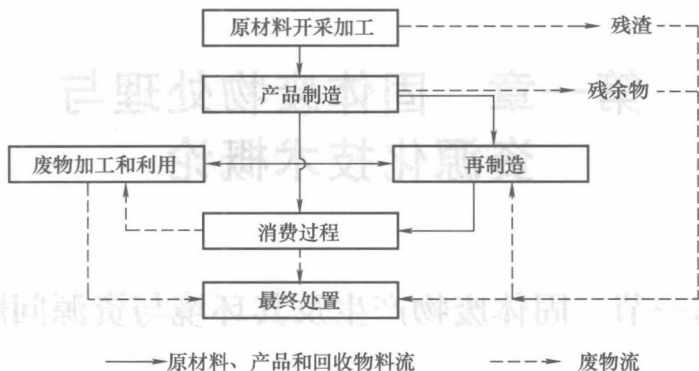 原材料开采加工
残渣
产品制造
残余物
废物加工和利用
再制造
消费过程
最终处置
原材料、产品和回收物料流
废物流